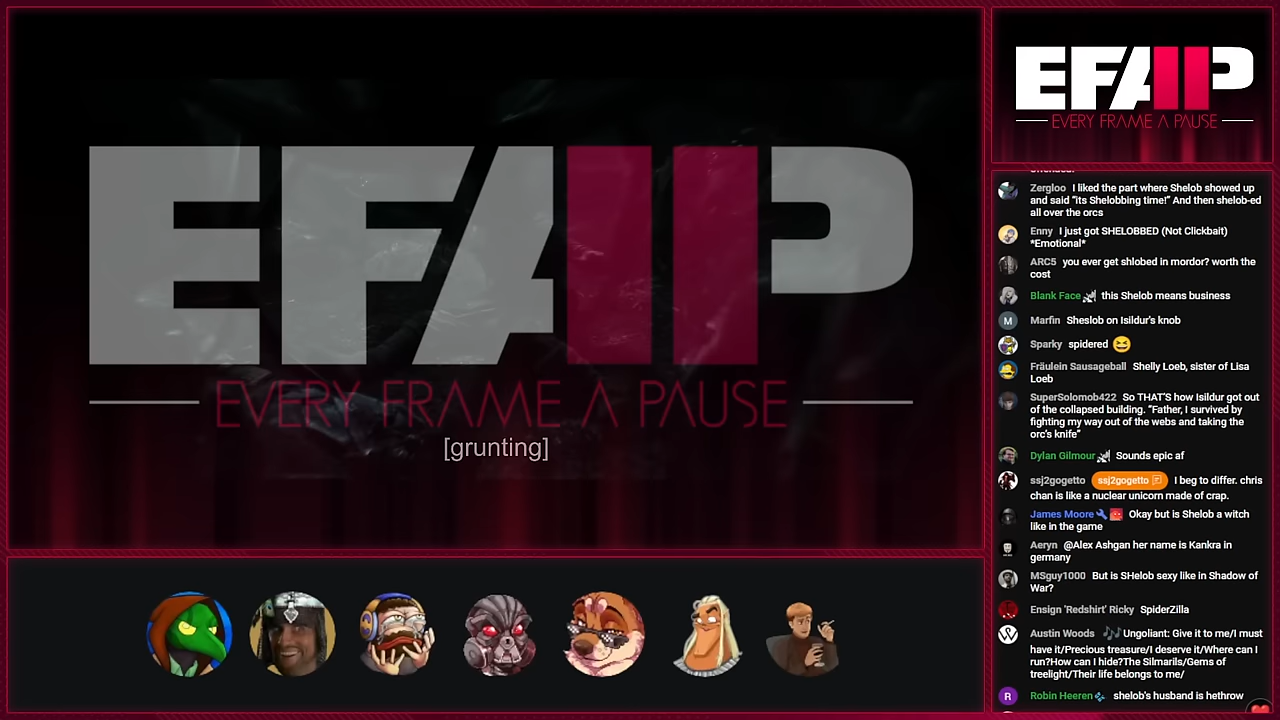 EFAP
EVERY FRAME A PAUSE
[grunting]
EFAP
EVERY FRAME A PAUSE
Zergloo I liked the part where Shelob showed up
and said "its Shelobbing time!" And then shelob-ed
all over the orcs
Enny I just got SHELOBBED (Not Clickbait)
*Emotional*
ARC5 you ever get shlobed in mordor? worth the
cost
Blank Face this Shelob means business
M
Marfin Sheslob on Isildur's knob
Sparky spidered
Fräulein Sausageball Shelly Loeb, sister of Lisa
Loeb
SuperSolomob422 So THAT'S how Isildur got out
of the collapsed building. "Father, I survived by
fighting my way out of the webs and taking the
orc's knife"
Dylan Gilmour Sounds epic af
ssj2gogetto ssj2gogetto I beg to differ. chris
chan is like a nuclear unicorn made of crap.
James Moore Okay but is Shelob a witch
like in the game
Aeryn @Alex Ashgan her name is Kankra in
germany
MSguy1000 But is SHelob sexy like in Shadow of
War?
Ensign 'Redshirt' Ricky SpiderZilla
Austin Woods 🎶Ungoliant: Give it to me/I must
have it/Precious treasure/I deserve it/Where can I
run?How can I hide?The Silmarils/Gems of
treelight/Their life belongs to me/
R
Robin Heeren shelob's husband is hethrow